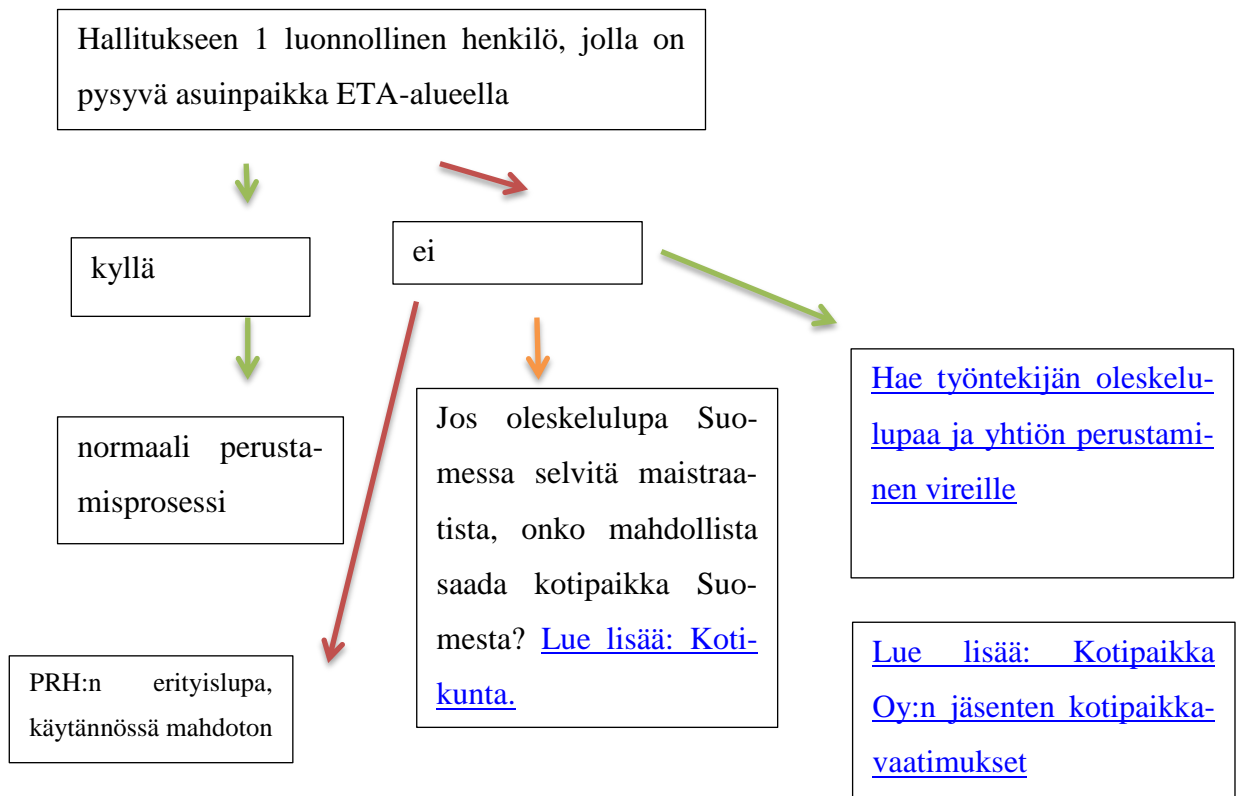 Hallitukseen 1 luonnollinen henkilö, jolla on
pysyvä asuinpaikka ETA-alueella
kyllä
ei
normaali perusta-
misprosessi
Jos oleskelulupa Suo-
messa selvitä maistraa-
tista, onko mahdollista
saada kotipaikka Suo-
mesta? Lue lisää: Koti-
kunta.
Hae työntekijän oleskelu-
lupaa ja yhtiön perustami-
nen vireille
PRH:n erityislupa,
käytännössä mahdoton
Lue lisää: Kotipaikka
Oy:n jäsenten kotipaikka-
vaatimukset